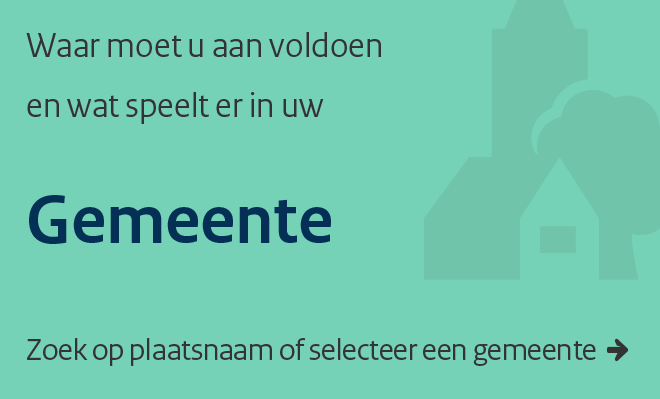 Waar moet u aan voldoen
en wat speelt er in uw
Gemeente
Zoek op plaatsnaam of selecteer een gemeente →